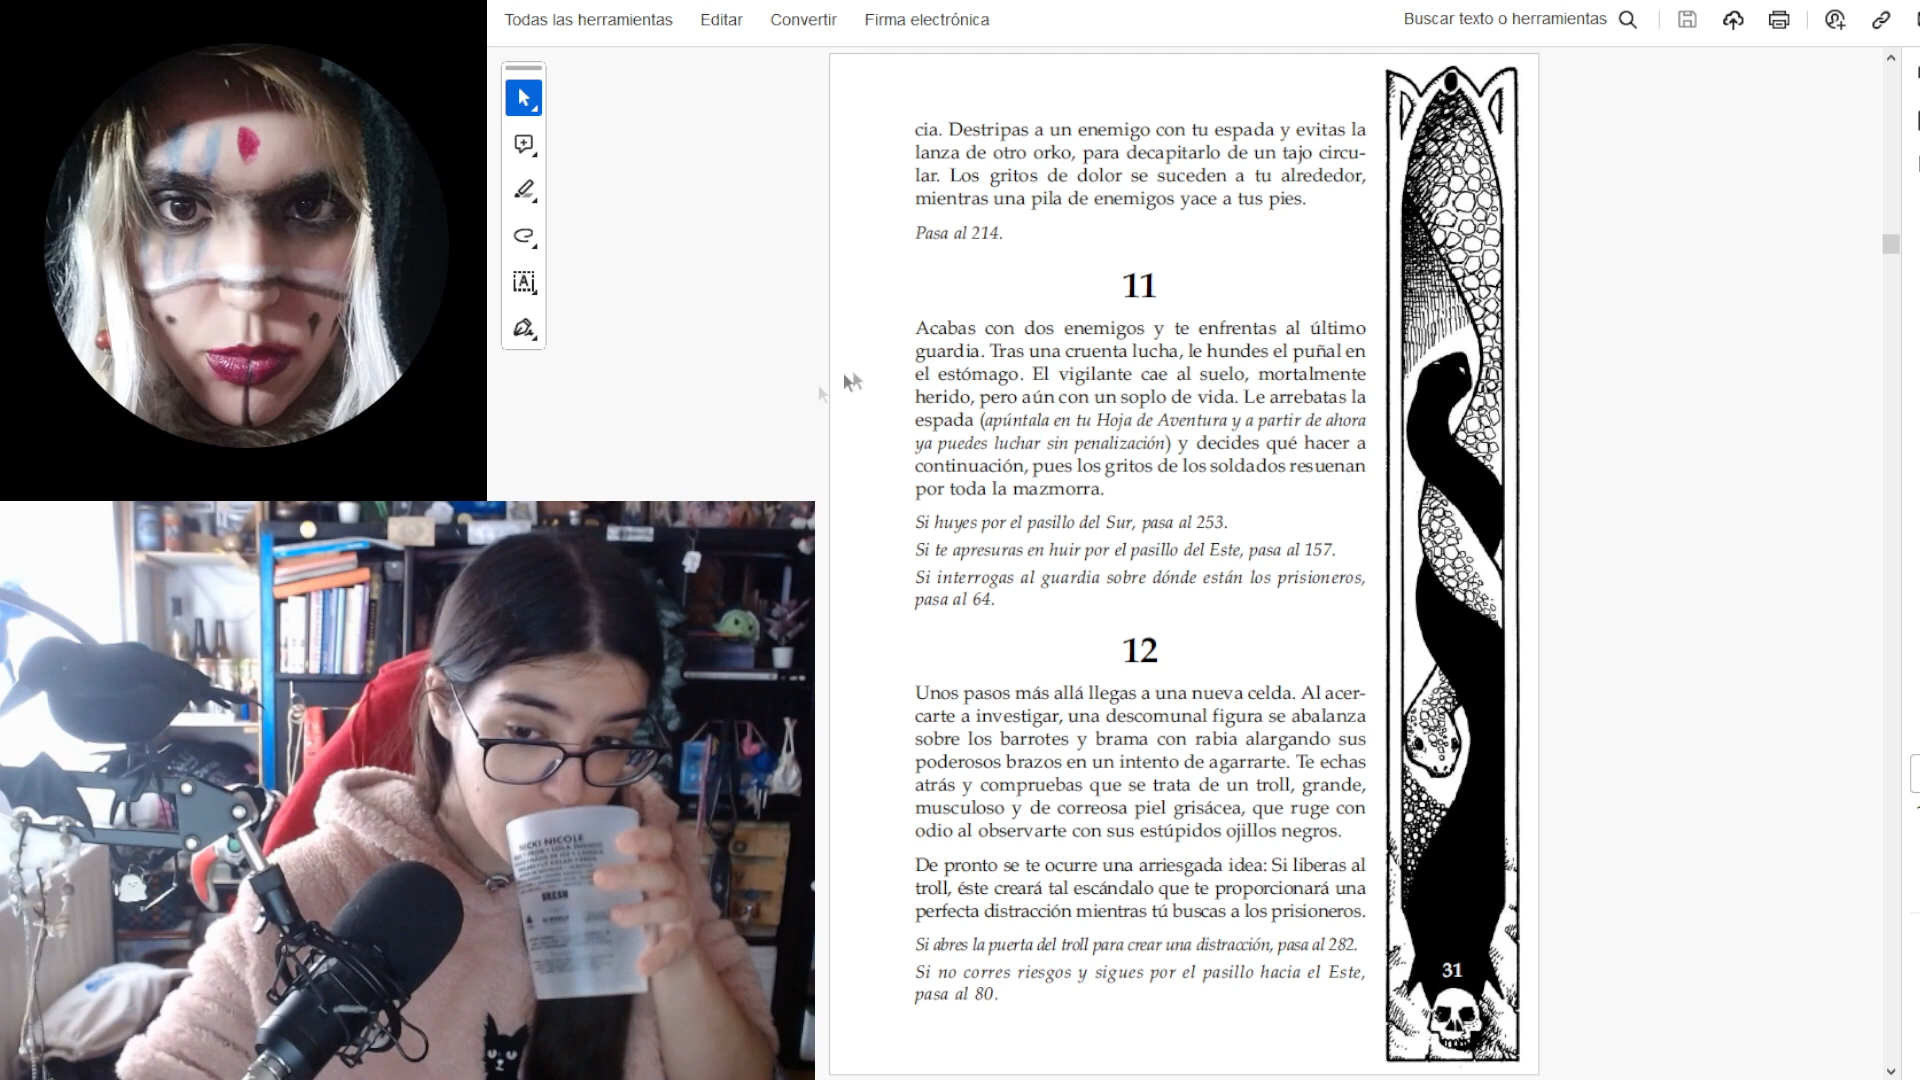 Todas las herramientas Editar Convertir Firma electrónica Buscar texto o herramientas
cia. Destripas a un enemigo con tu espada y evitas la
lanza de otro orko, para decapitarlo de un tajo circu-
lar. Los gritos de dolor se suceden a tu alrededor,
mientras una pila de enemigos yace a tus pies.
Pasa al 214.
11
Acabas con dos enemigos y te enfrentas al último
guardia. Tras una cruenta lucha, le hundes el puñal en
el estómago. El vigilante cae al suelo, mortalmente
herido, pero aún con un soplo de vida. Le arrebatas la
espada (apúntala en tu Hoja de Aventura y a partir de ahora
ya puedes luchar sin penalización) y decides qué hacer a
continuación, pues los gritos de los soldados resuenan
por toda la mazmorra.
Si huyes por el pasillo del Sur, pasa al 253.
Si te apresuras en huir por el pasillo del Este, pasa al 157.
Si interrogas al guardia sobre dónde están los prisioneros,
pasa al 64.
12
Unos pasos más allá llegas a una nueva celda. Al acer-
carte a investigar, una descomunal figura se abalanza
sobre los barrotes y brama con rabia alargando sus
poderosos brazos en un intento de agarrarte. Te echas
atrás y compruebas que se trata de un troll, grande,
musculoso y de correosa piel grisácea, que ruge con
odio al observarte con sus estúpidos ojillos negros.
De pronto se te ocurre una arriesgada idea: Si liberas al
troll, éste creará tal escándalo que te proporcionará una
perfecta distracción mientras tú buscas a los prisioneros.
Si abres la puerta del troll para crear una distracción, pasa al 282.
Si no corres riesgos y sigues por el pasillo hacia el Este,
pasa al 80.
31
NICKI NICOLE
BRESH